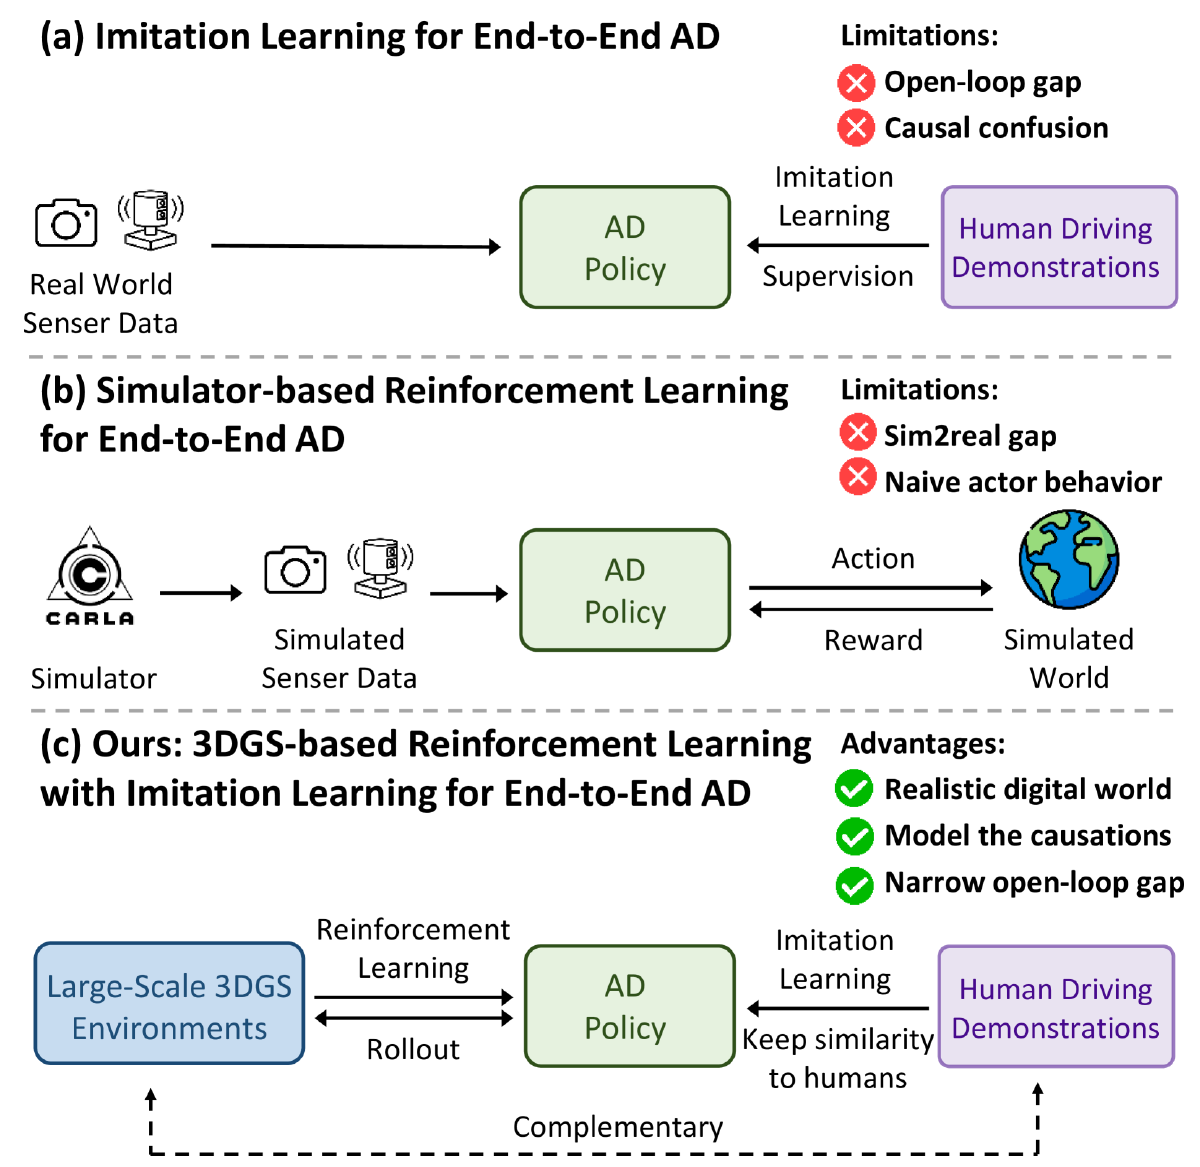 (a) Imitation Learning for End-to-End AD
Limitations:
Open-loop gap
Causal confusion
Real World
Senser Data
AD
Policy
Imitation
Learning
Supervision
Human Driving
Demonstrations
(b) Simulator-based Reinforcement Learning
for End-to-End AD
Limitations:
Sim2real gap
Naive actor behavior
CARLA
Simulator
Simulated
Senser Data
AD
Policy
Action
Reward
Simulated
World
(c) Ours: 3DGS-based Reinforcement Learning
with Imitation Learning for End-to-End AD
Advantages:
Realistic digital world
Model the causations
Narrow open-loop gap
Large-Scale 3DGS
Environments
Reinforcement
Learning
Rollout
AD
Policy
Imitation
Learning
Keep similarity
to humans
Human Driving
Demonstrations
Complementary